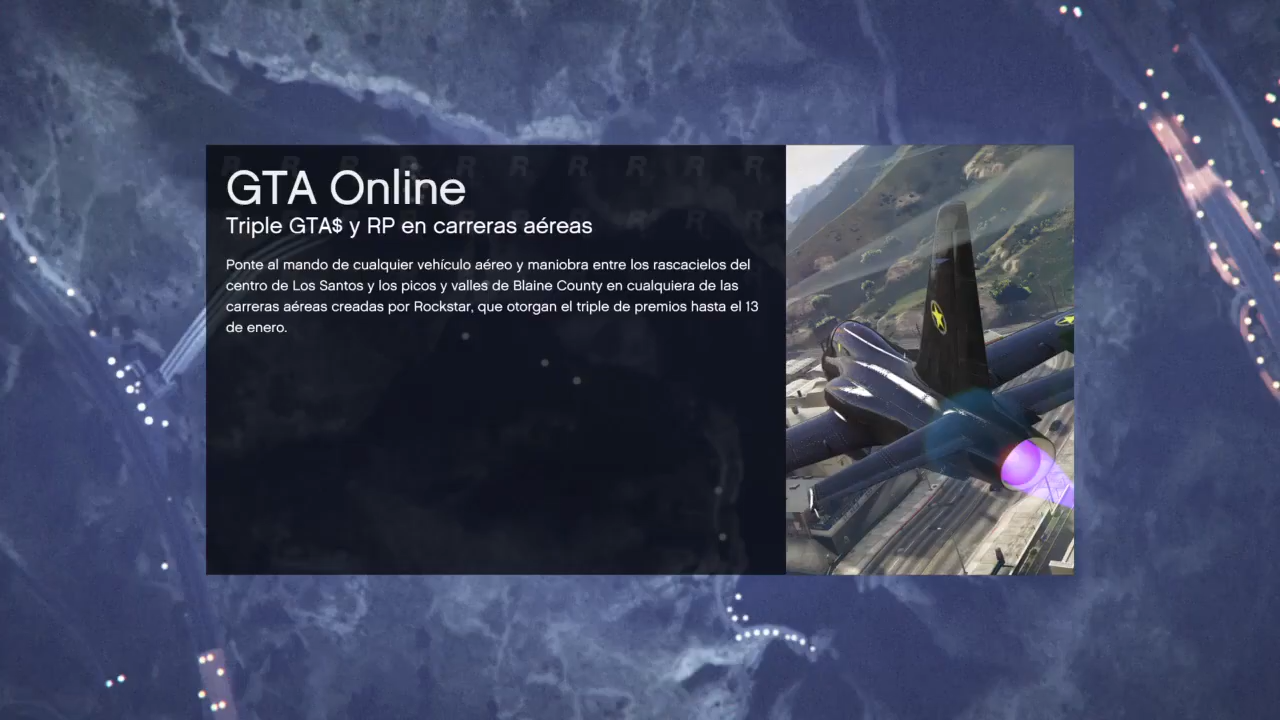 GTA Online
Triple GTA$ y RP en carreras aéreas
Ponte al mando de cualquier vehículo aéreo y maniobra entre los rascacielos del
centro de Los Santos y los picos y valles de Blaine County en cualquiera de las
carreras aéreas creadas por Rockstar, que otorgan el triple de premios hasta el 13
de enero.